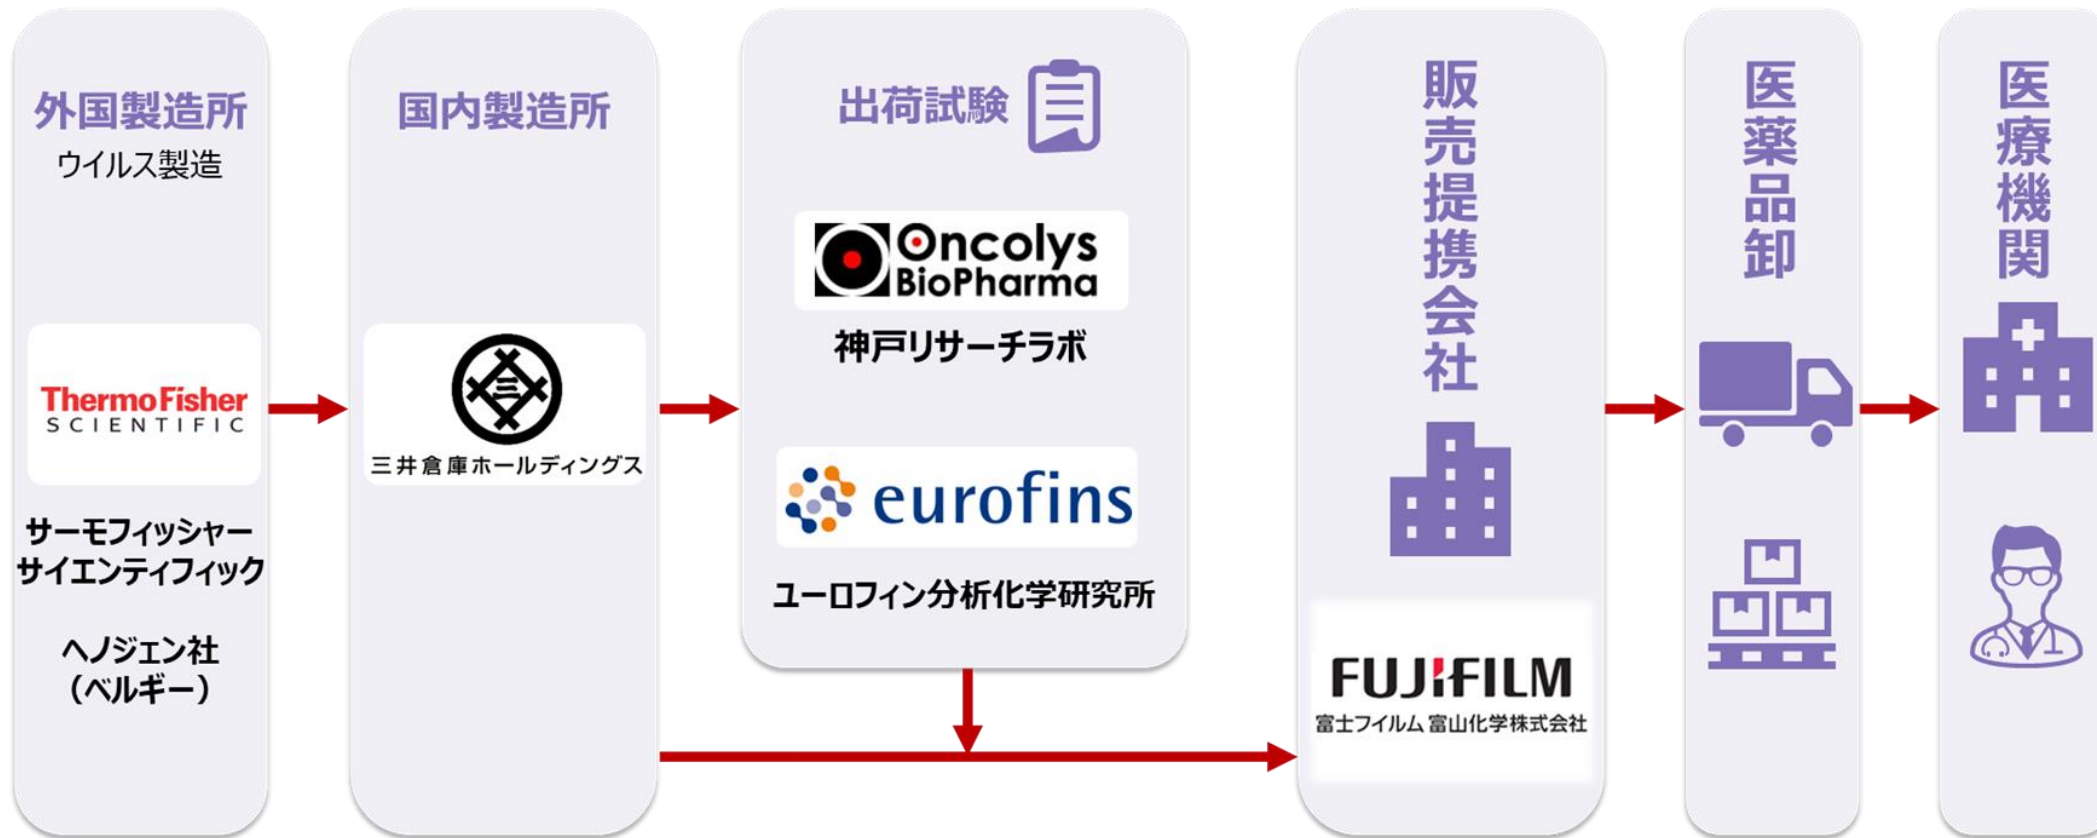 外国製造所
ウイルス製造
ThermoFisher
SCIENTIFIC
サーモフィッシャー
サイエンティフィック
ヘノジェン社
（ベルギー）
国内製造所
三井倉庫ホールディングス
出荷試験
Oncolys
BioPharma
神戸リサーチラボ
eurofins
ユーロフィン分析化学研究所
販売提携会社
FUJIFILM
富士フイルム 富山化学株式会社
医薬品卸
医療機関